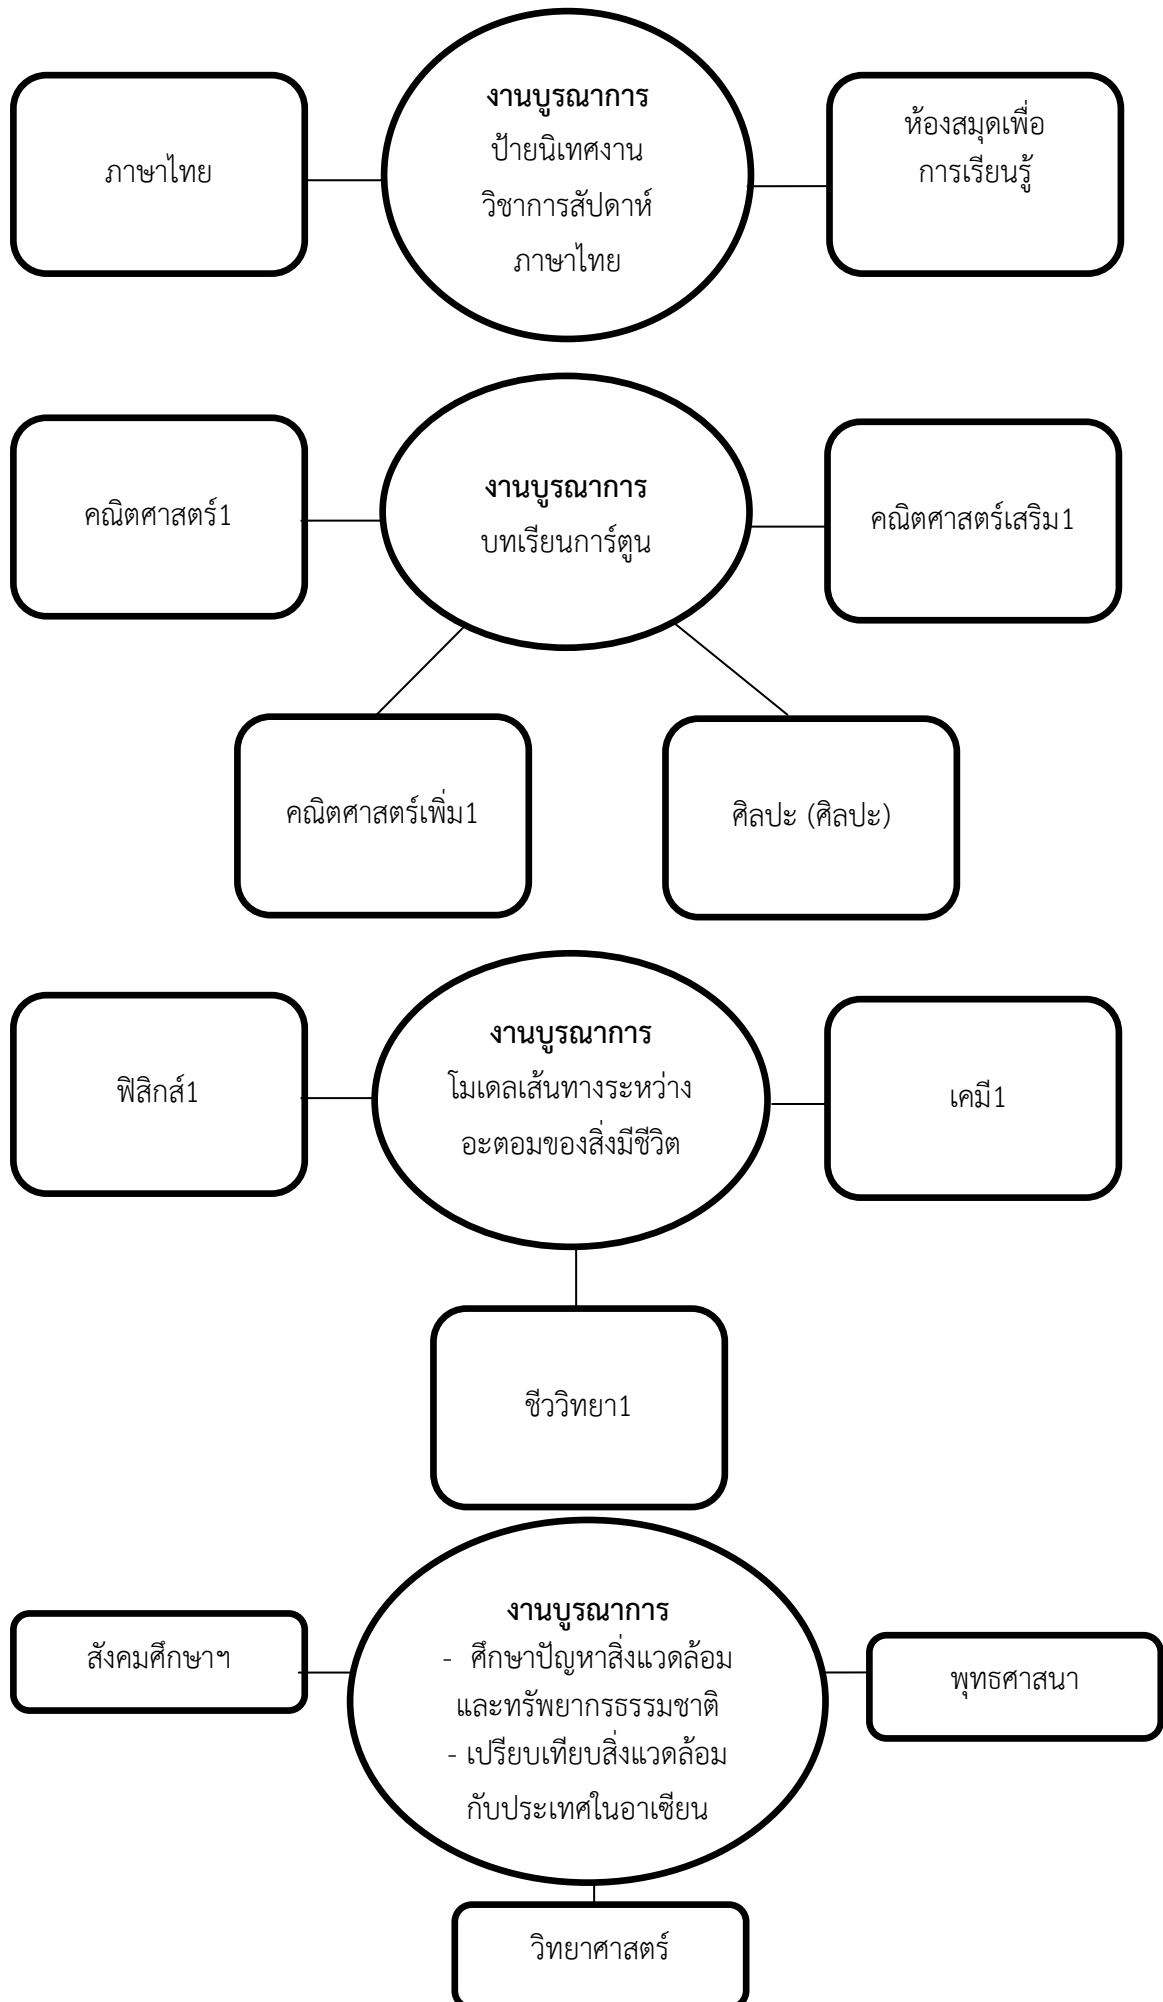 งานบูรณาการ
ป้ายนิเทศงาน
วิชาการสัปดาห์
ภาษาไทย
ภาษาไทย
ห้องสมุดเพื่อ
การเรียนรู้
งานบูรณาการ
บทเรียนการ์ตูน
คณิตศาสตร์1
คณิตศาสตร์เสริม1
คณิตศาสตร์เพิ่ม1
ศิลปะ (ศิลปะ)
งานบูรณาการ
โมเดลเส้นทางระหว่าง
อะตอมของสิ่งมีชีวิต
ฟิสิกส์1
เคมี1
ชีววิทยา1
งานบูรณาการ
- ศึกษาปัญหาสิ่งแวดล้อม
และทรัพยากรธรรมชาติ
- เปรียบเทียบสิ่งแวดล้อม
กับประเทศในอาเซียน
สังคมศึกษาฯ
พุทธศาสนา
วิทยาศาสตร์